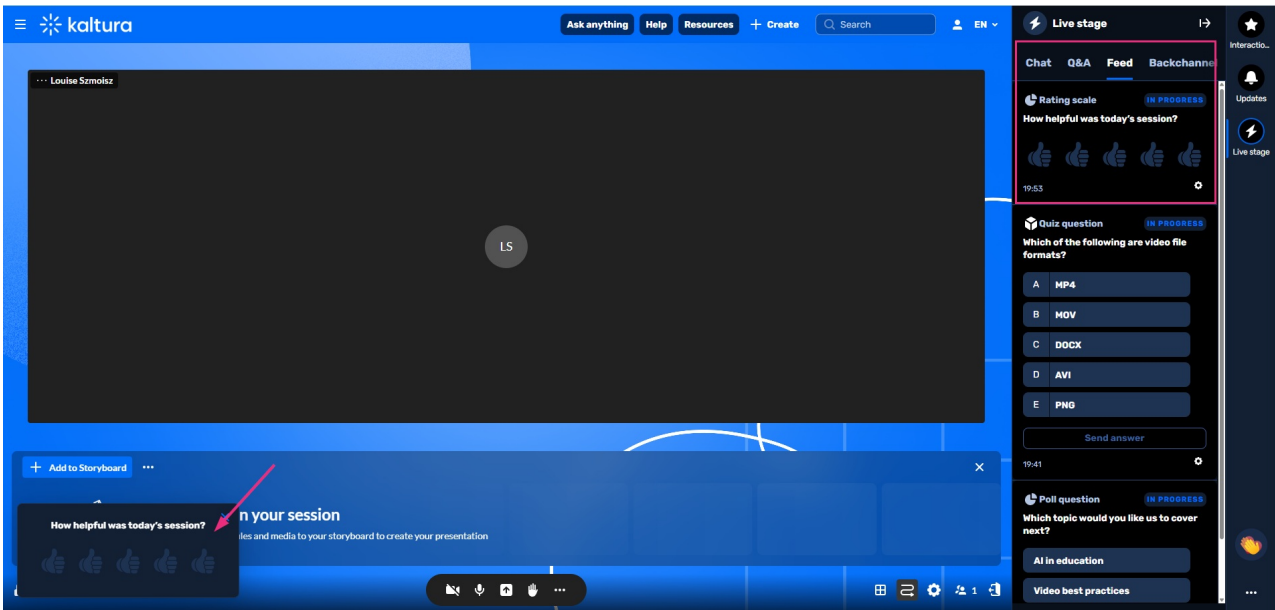 kaltura
Ask anything
Help
Resources
+ Create
Search
EN
Live stage
Interactio...
Updates
Live stage
··· Louise Szmoisz
LS
Chat Q&A Feed Backchannel
Rating scale IN PROGRESS
How helpful was today's session?
19:53
Quiz question IN PROGRESS
Which of the following are video file
formats?
A MP4
B MOV
C DOCX
D AVI
E PNG
Send answer
19:41
Poll question IN PROGRESS
Which topic would you like us to cover
next?
AI in education
Video best practices
+ Add to Storyboard ···
n your session
les and media to your storyboard to create your presentation
How helpful was today's session?
1